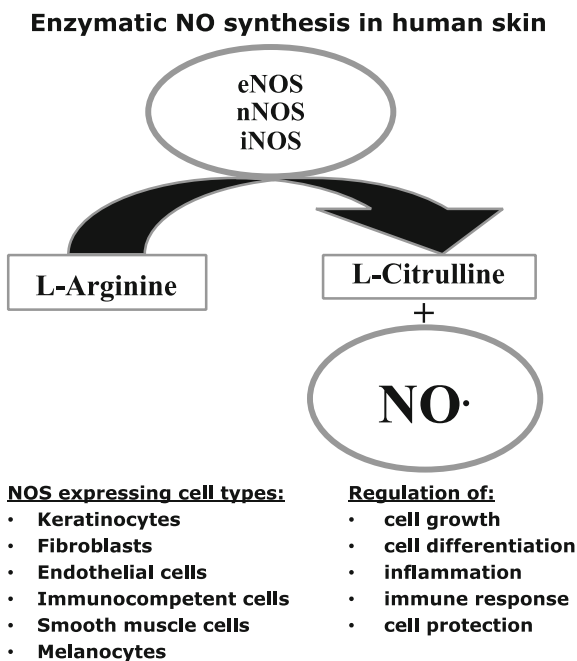 Enzymatic NO synthesis in human skin
eNOS
nNOS
iNOS
L-Arginine
L-Citrulline
+
NO·
NOS expressing cell types:
· Keratinocytes
· Fibroblasts
· Endothelial cells
· Immunocompetent cells
· Smooth muscle cells
· Melanocytes
Regulation of:
· cell growth
· cell differentiation
· inflammation
· immune response
· cell protection